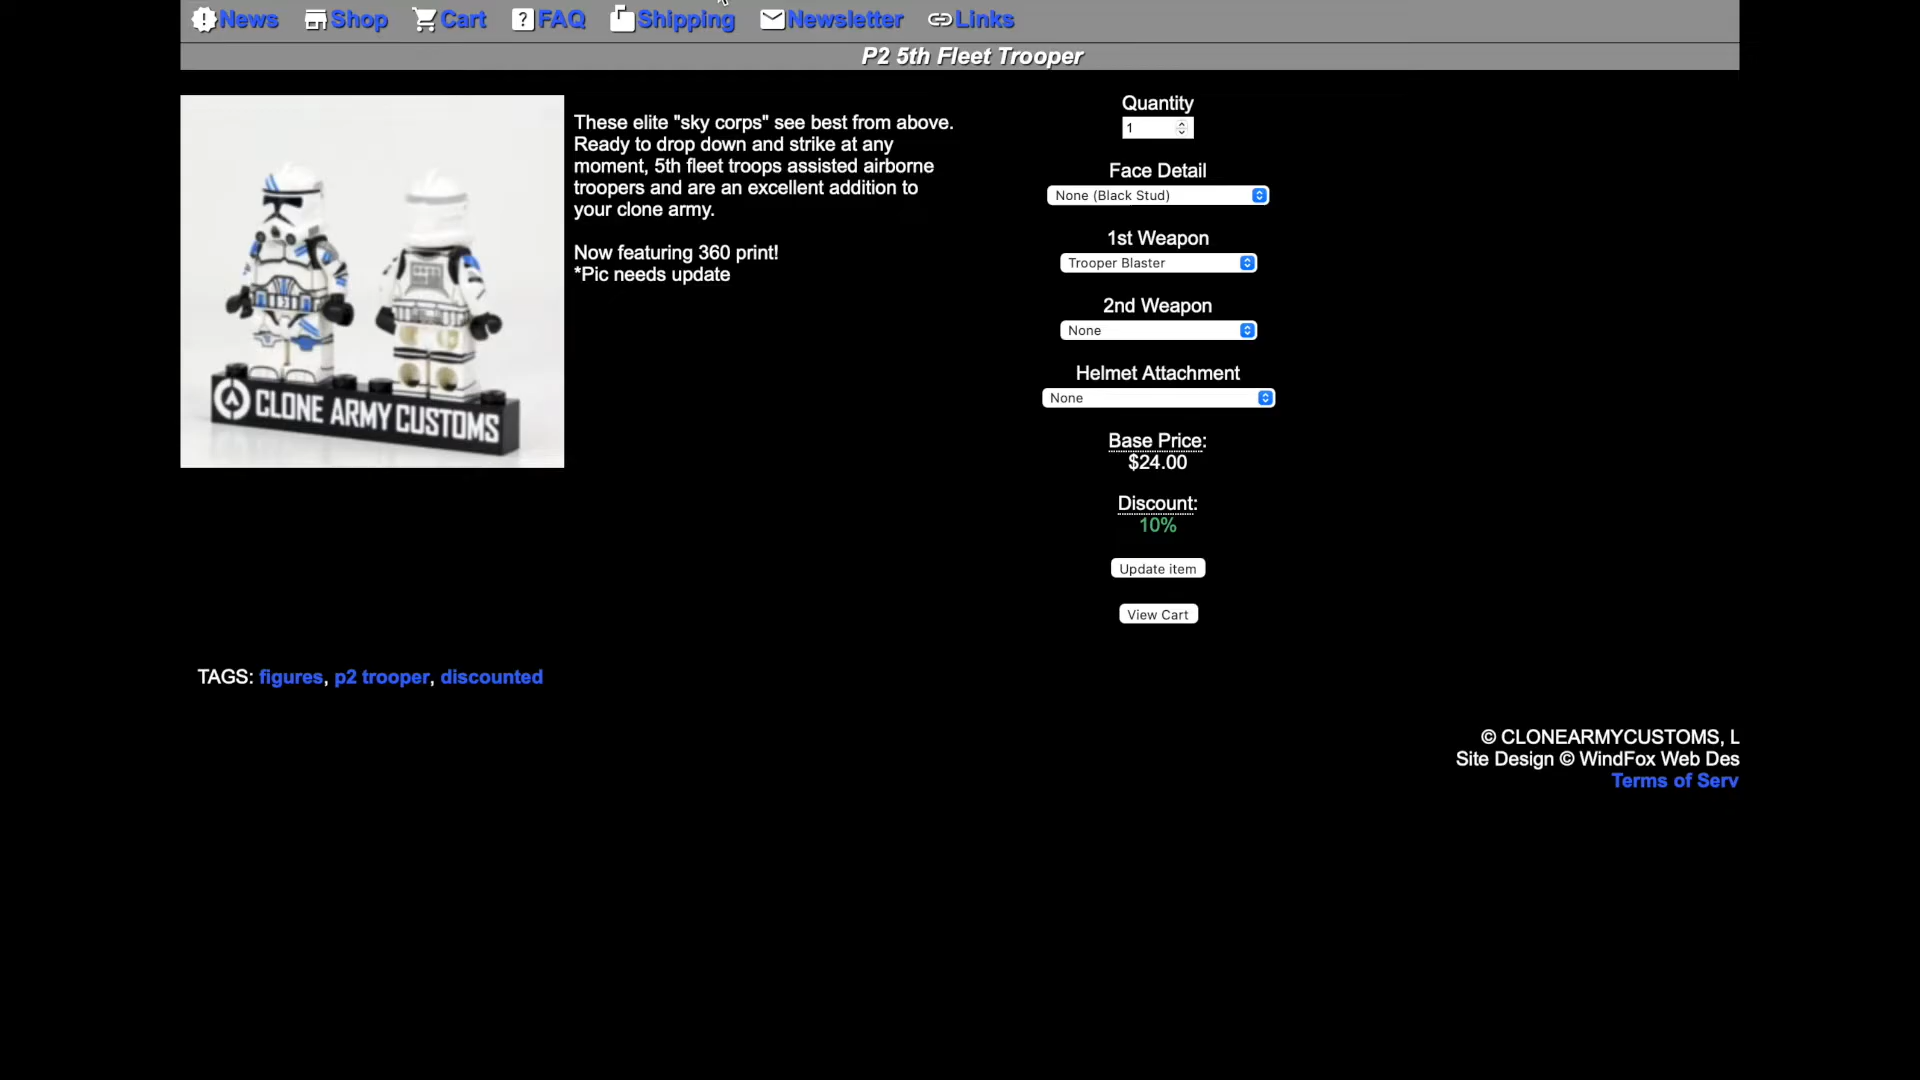 News Shop Cart FAQ Shipping Newsletter Links
P2 5th Fleet Trooper
CLONE ARMY CUSTOMS
These elite "sky corps" see best from above.
Ready to drop down and strike at any
moment, 5th fleet troops assisted airborne
troopers and are an excellent addition to
your clone army.
Now featuring 360 print!
*Pic needs update
Quantity
1
Face Detail
None (Black Stud)
1st Weapon
Trooper Blaster
2nd Weapon
None
Helmet Attachment
None
Base Price:
$24.00
Discount:
10%
Update item
View Cart
TAGS: figures, p2 trooper, discounted
© CLONEARMYCUSTOMS, L
Site Design © WindFox Web Des
Terms of Serv